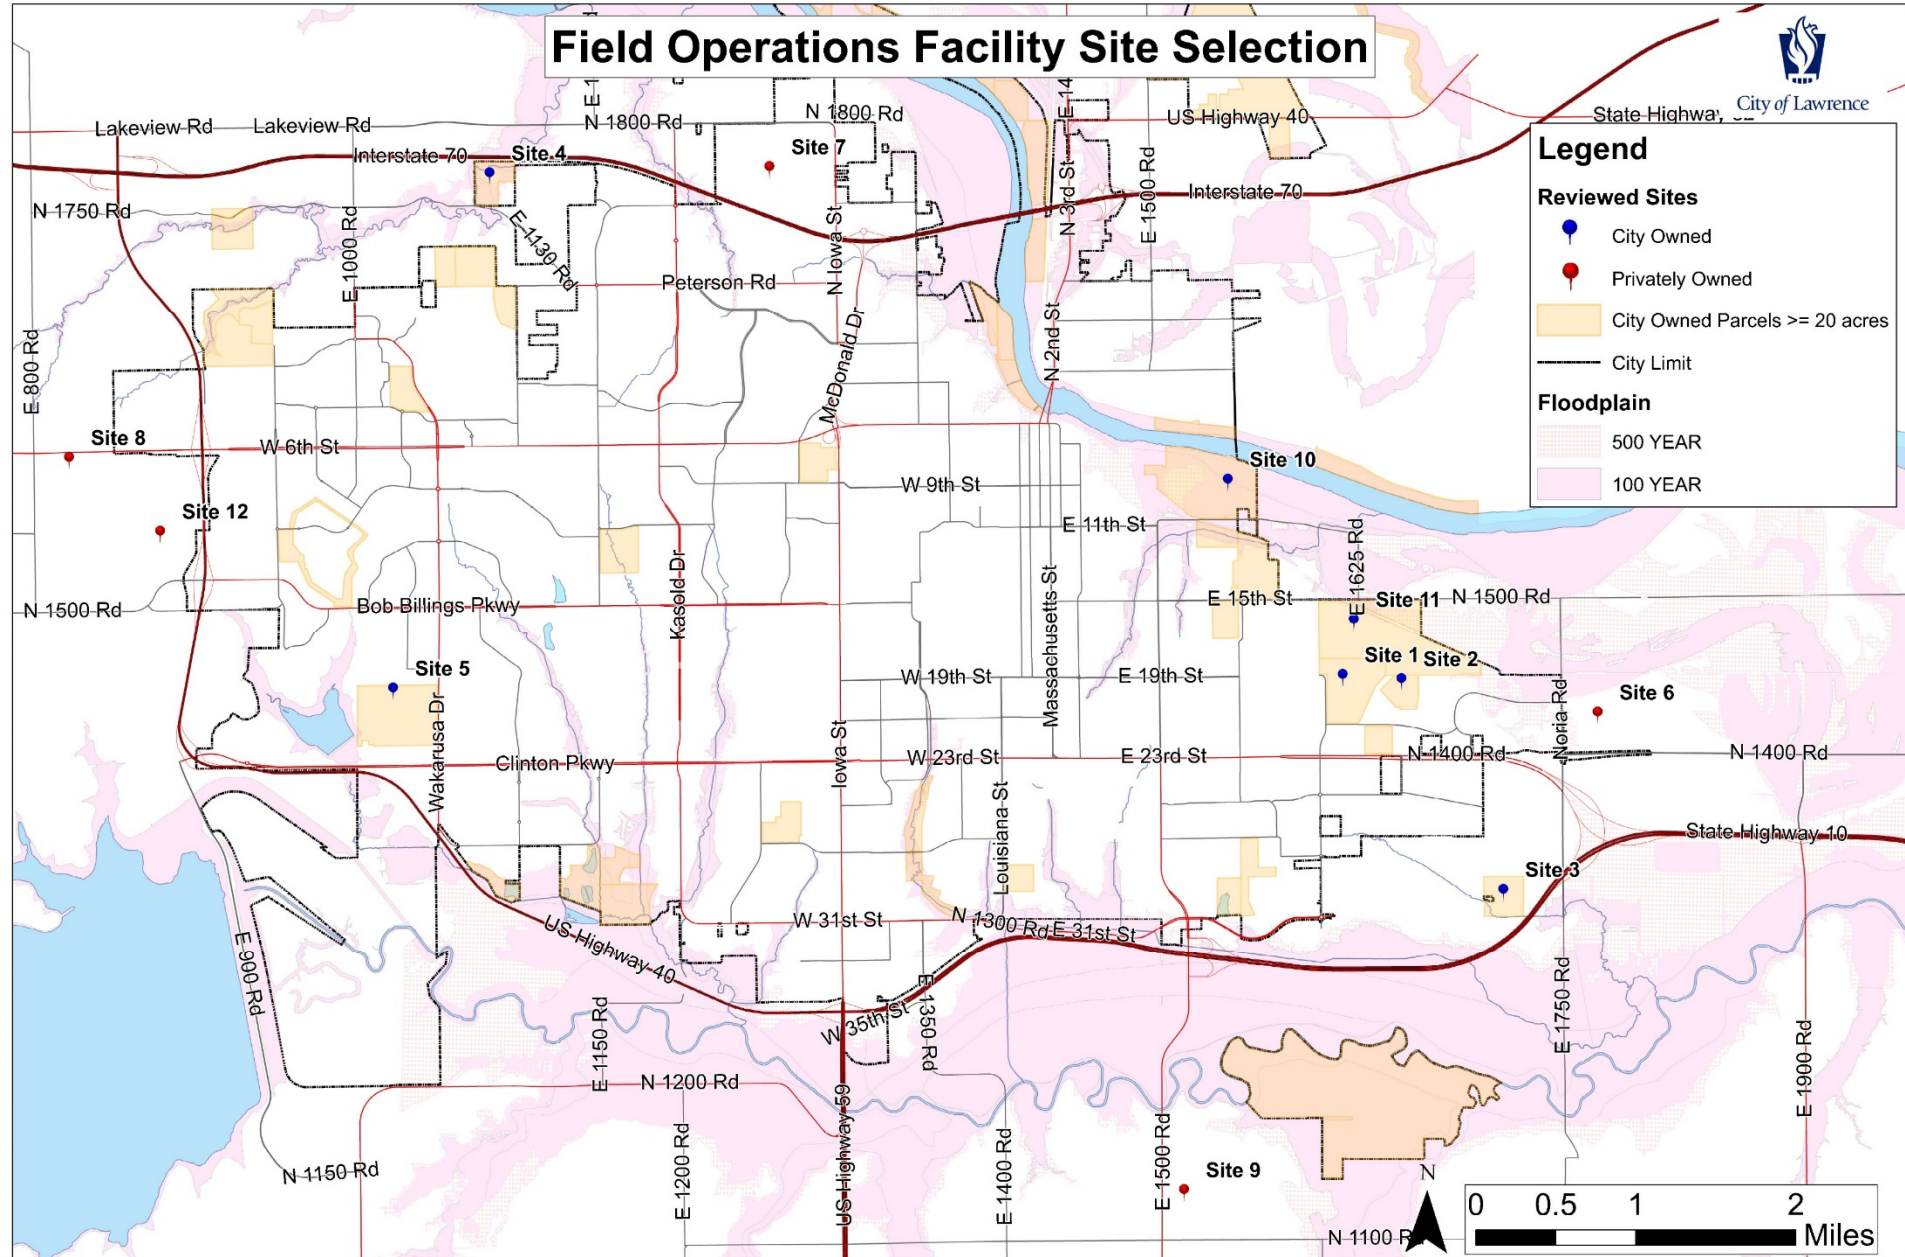 Field Operations Facility Site Selection
City of Lawrence
Legend
Reviewed Sites
City Owned
Privately Owned
City Owned Parcels >= 20 acres
City Limit
Floodplain
500 YEAR
100 YEAR
Lakeview Rd
Lakeview Rd
N 1800 Rd
N 1800 Rd
US Highway 40
Interstate 70
Site 4
Site 7
Interstate 70
N 1750 Rd
E 1000 Rd
E 1130 Rd
N Iowa St
N 3rd St
E 1500 Rd
Peterson Rd
E 800 Rd
McDonald Dr
N 2nd St
Site 8
W 6th St
Site 10
W 9th St
Site 12
E 11th St
Kasold Dr
Massachusetts St
E 1625 Rd
N 1500 Rd
Bob Billings Pkwy
E 15th St
Site 11
N 1500 Rd
Site 5
Site 1
Site 2
W 19th St
E 19th St
Site 6
Wakarusa Dr
Iowa St
Noria Rd
Clinton Pkwy
W 23rd St
E 23rd St
N 1400 Rd
N 1400 Rd
Louisiana St
State Highway 10
Site 3
W 31st St
N 1300 Rd
E 31st St
US Highway 40
E 900 Rd
E 1150 Rd
W 35th St
E 1350 Rd
E 1750 Rd
E 1900 Rd
N 1200 Rd
US Highway 59
N 1150 Rd
E 1200 Rd
E 1400 Rd
E 1500 Rd
Site 9
N
N 1100
0 0.5 1 2
Miles